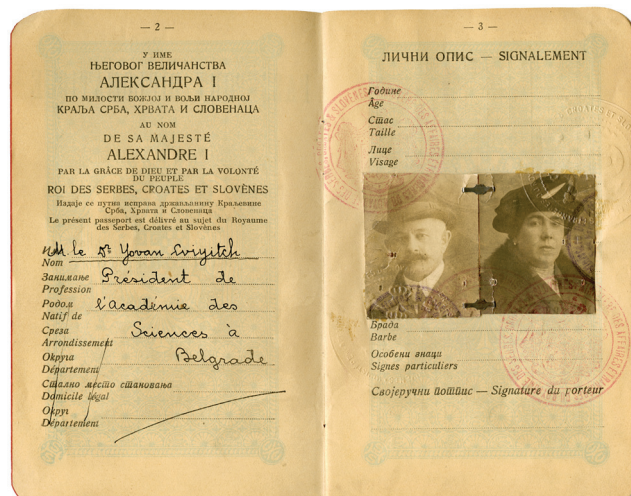 — 2 —
У ИМЕ
ЊЕГОВОГ ВЕЛИЧАНСТВА
АЛЕКСАНДРА I
ПО МИЛОСТИ БОЖЈОЈ И ВОЉИ НАРОДНОЈ
КРАЉА СРБА, ХРВАТА И СЛОВЕНАЦА
AU NOM
DE SA MAJESTÉ
ALEXANDRE I
PAR LA GRÂCE DE DIEU ET PAR LA VOLONTÉ
DU PEUPLE
ROI DES SERBES, CROATES ET SLOVÈNES
Издаје се путна исправа држављанину Краљевине
Срба, Хрвата и Словенаца
Le présent passeport est délivré au sujet du Royaume
des Serbes, Croates et Slovènes
M. le Dr Yovan Cviyitch
Nom
Занимање Président de
Profession
Родом l'académie des
Natif de
Среза Sciences à
Arrondissement
Округа Belgrade
Département
Стално место становања
Domicile légal
Округ
Département
— 3 —
ЛИЧНИ ОПИС — SIGNALEMENT
Године
Âge
Стас
Taille
Лице
Visage
Брада
Barbe
Особени знаци
Signes particuliers
Својеручни потпис — Signature du porteur